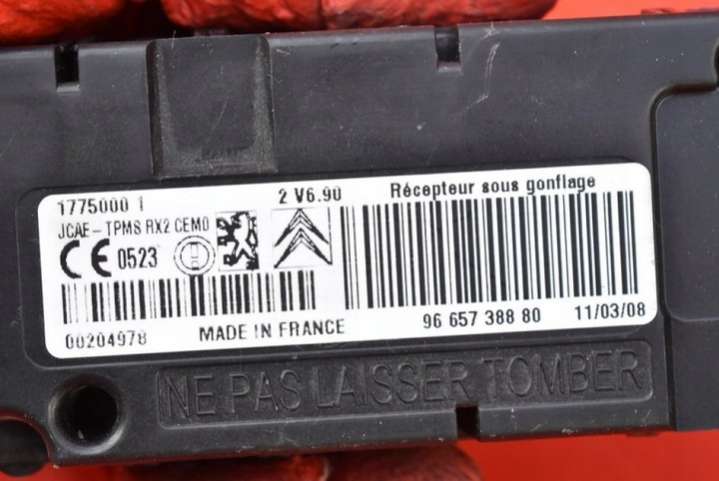 1775000 1
2 V6.90
Récepteur sous gonflage
JCAE - TPMS RX2 CEM0
CE 0523
00204978
MADE IN FRANCE
96 657 388 80
11/03/08
NE PAS LAISSER TOMBER